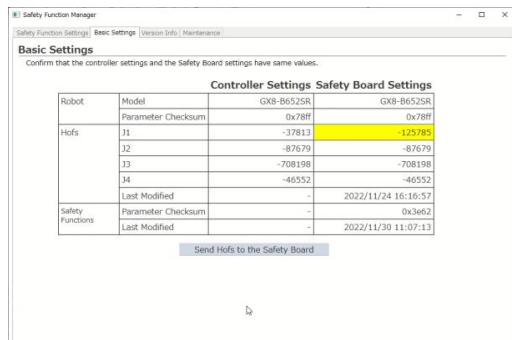 Safety Function Manager
Safety Function Settings Basic Settings Version Info Maintenance
Basic Settings
Confirm that the controller settings and the Safety Board settings have same values.
Controller Settings Safety Board Settings
Robot Model GX8-B652SR GX8-B652SR
Parameter Checksum 0x78ff 0x78ff
Hofs J1 -37813 -125785
J2 -87679 -87679
J3 -708198 -708198
J4 -46552 -46552
Last Modified - 2022/11/24 16:16:57
Safety Functions Parameter Checksum - 0x3e62
Last Modified - 2022/11/30 11:07:13
Send Hofs to the Safety Board